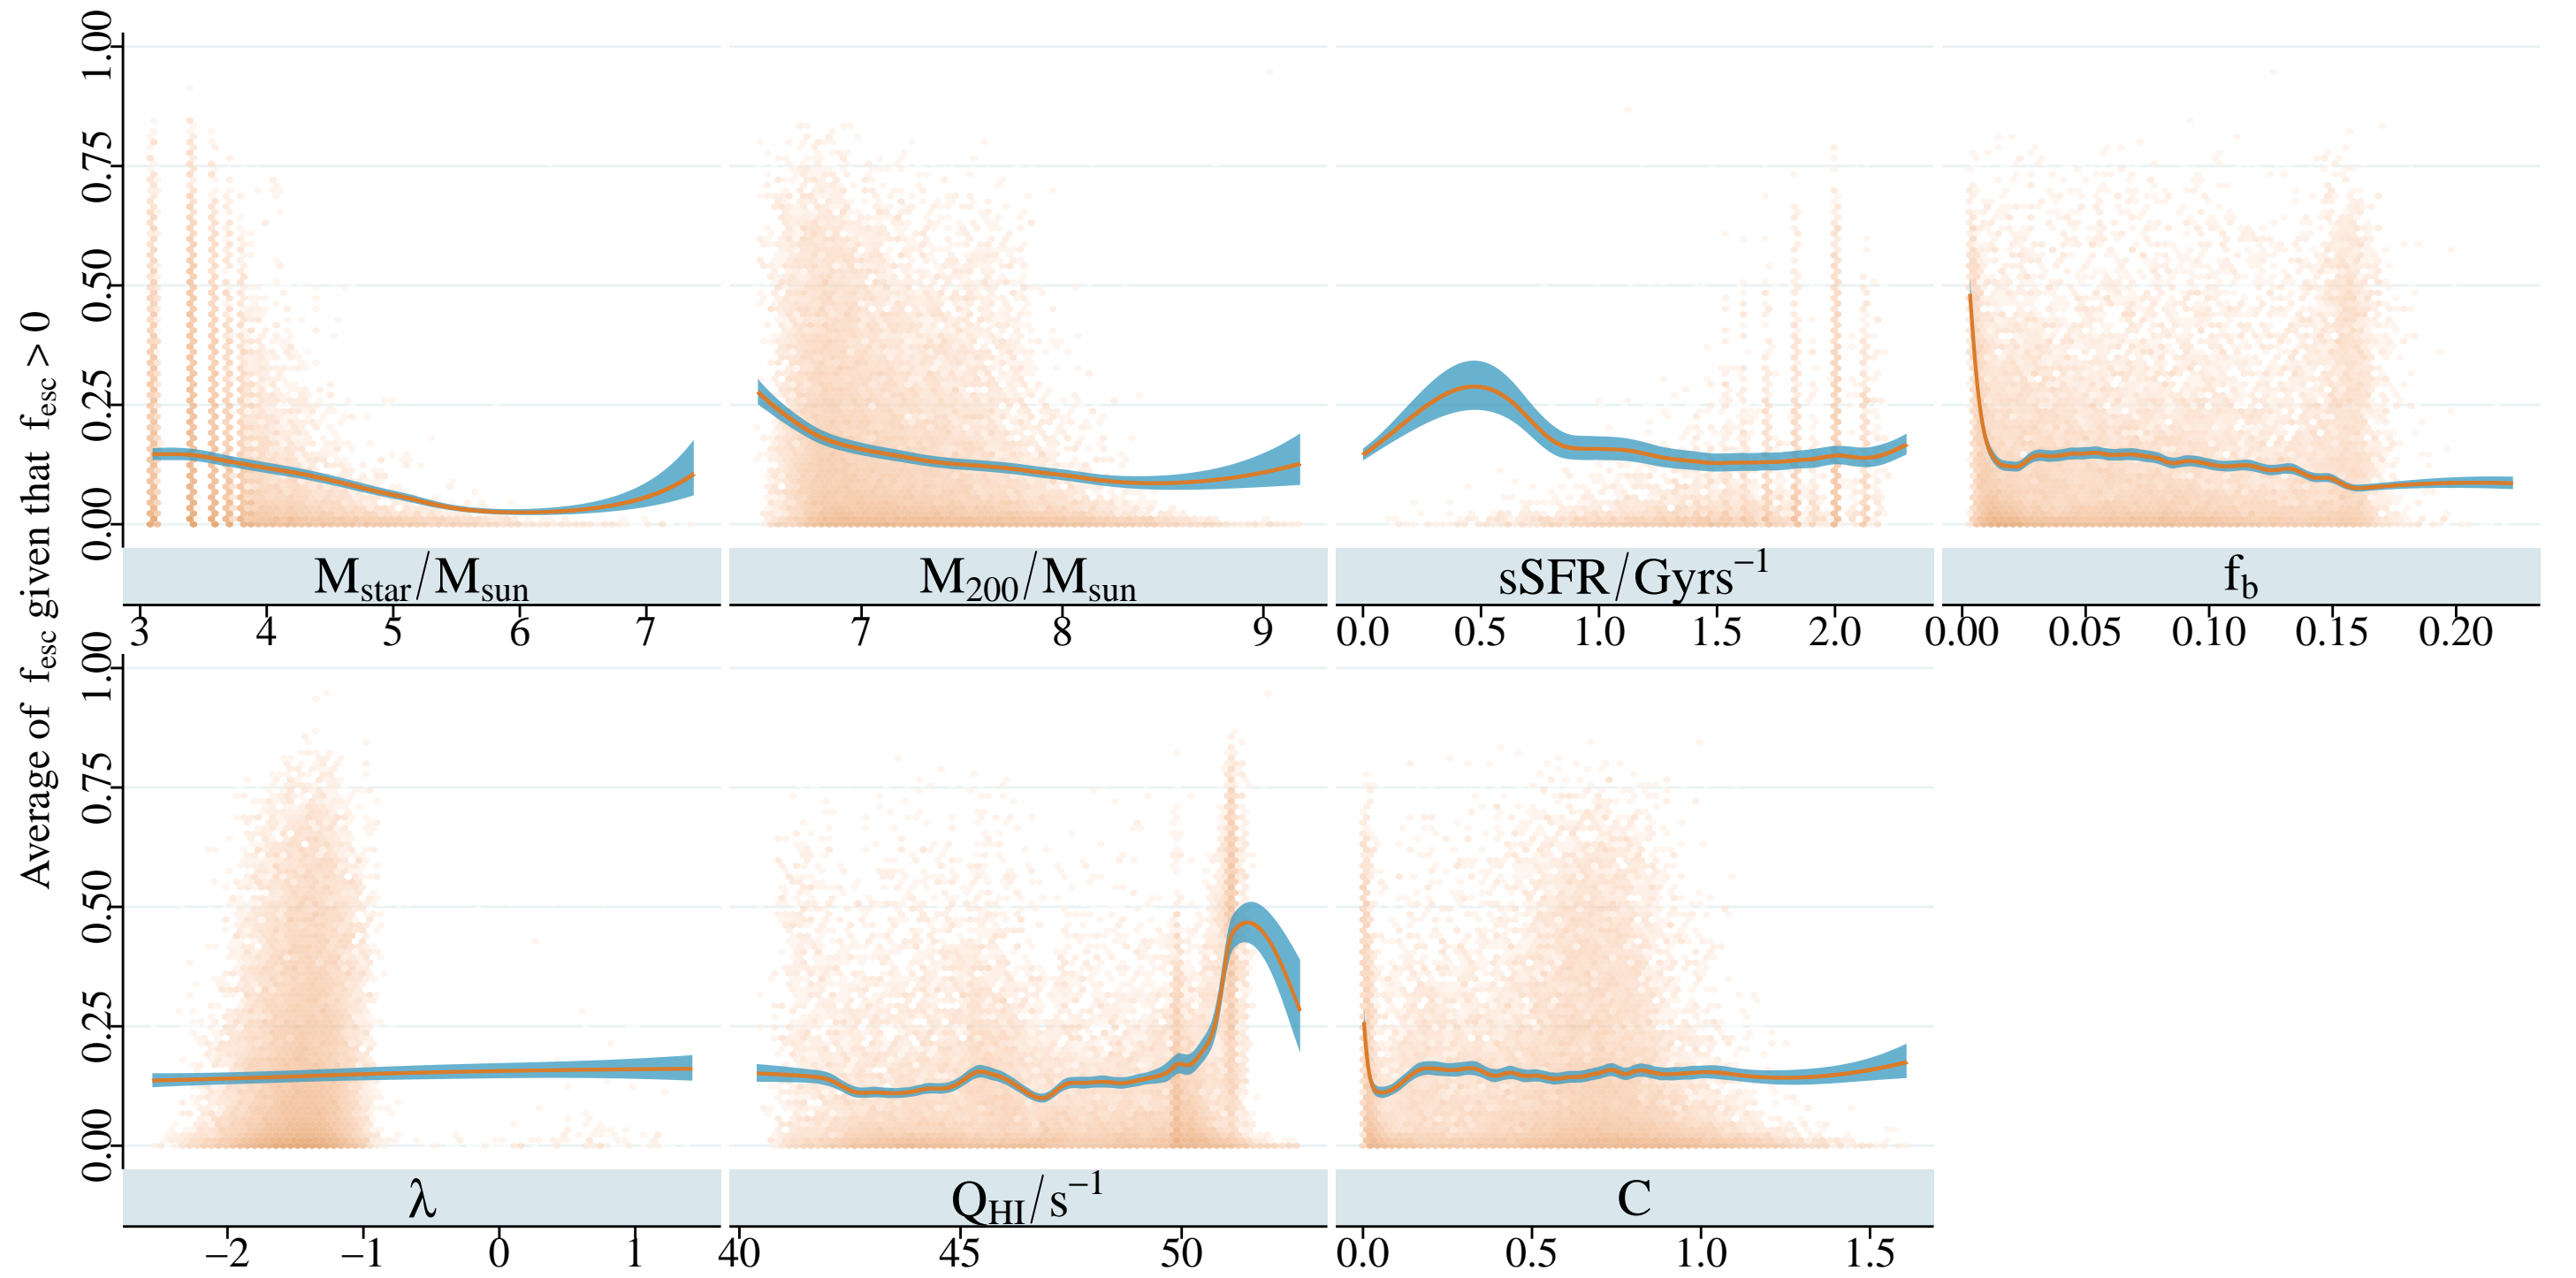 Average of f_esc given that f_esc > 0
1.00
0.75
0.50
0.25
0.00
M_star/M_sun
M_200/M_sun
sSFR/Gyrs^−1
f_b
3 4 5 6 7
7 8 9
0.0 0.5 1.0 1.5 2.0
0.00 0.05 0.10 0.15 0.20
1.00
0.75
0.50
0.25
0.00
λ
Q_HI/s^−1
C
−2 −1 0 1
40 45 50
0.0 0.5 1.0 1.5